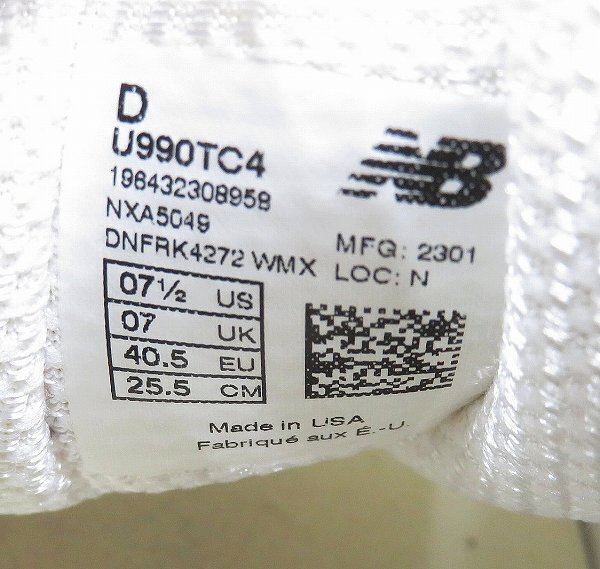 D
U990TC4
196432308958
NXA5049
DNFRK4272 WMX
NB
MFG: 2301
LOC: N
07½ US
07 UK
40.5 EU
25.5 CM
Made in USA
Fabriqué aux É.-U.